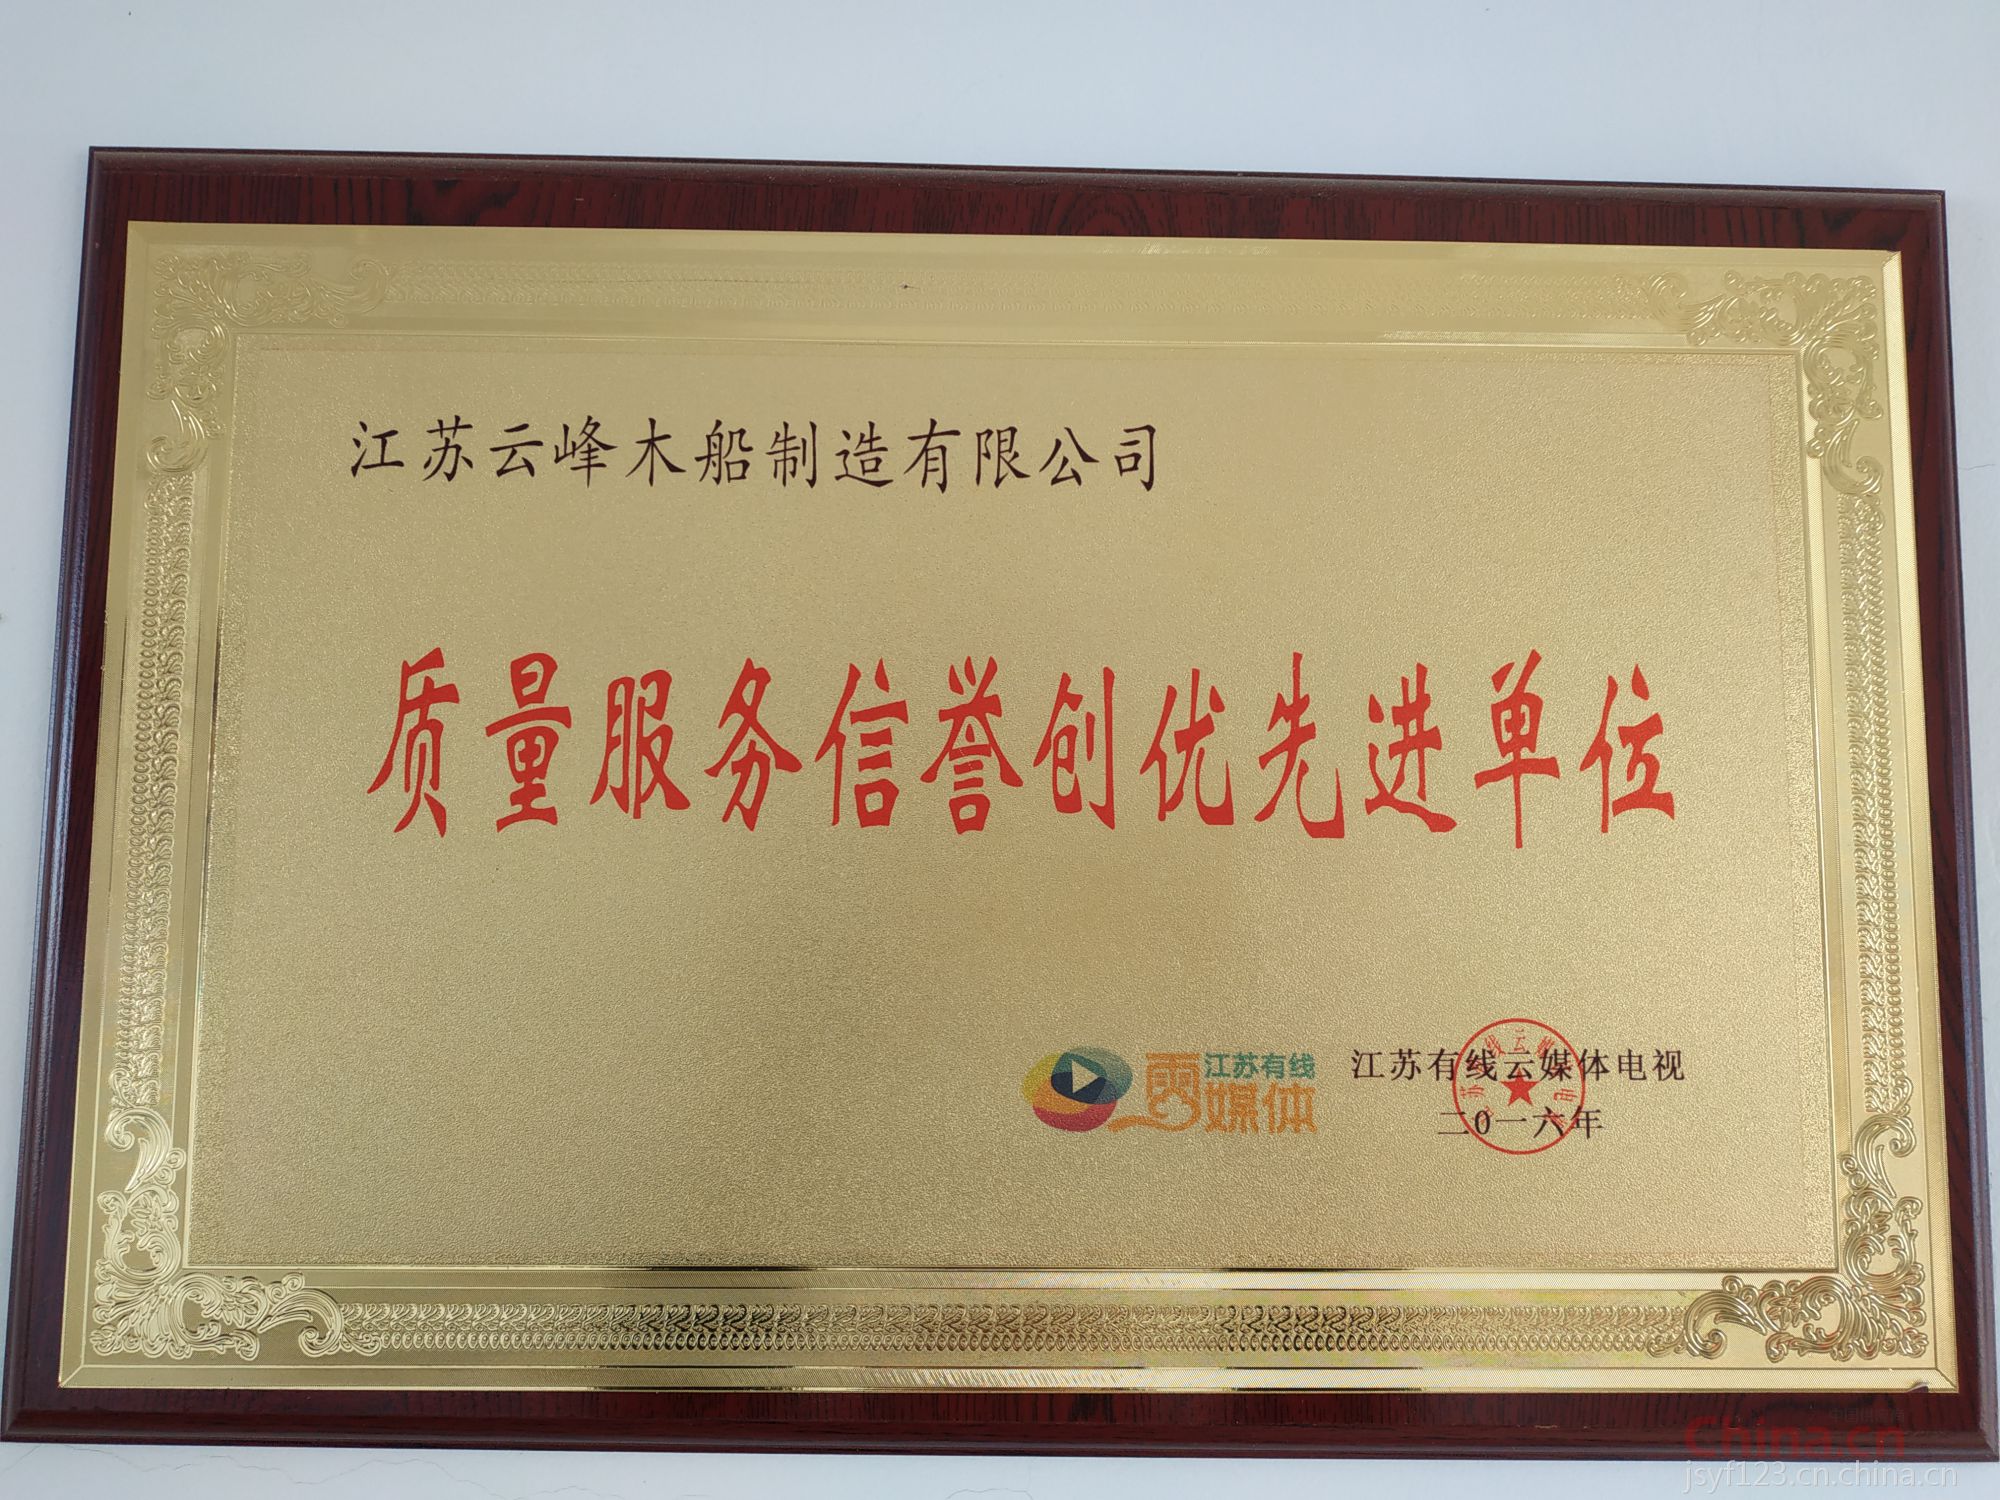 江苏云峰木船制造有限公司
质量服务信誉创优先进单位
江苏有线
云媒体
江苏有线云媒体电视
二0一六年
China.cn
jsyf123.cn.china.cn